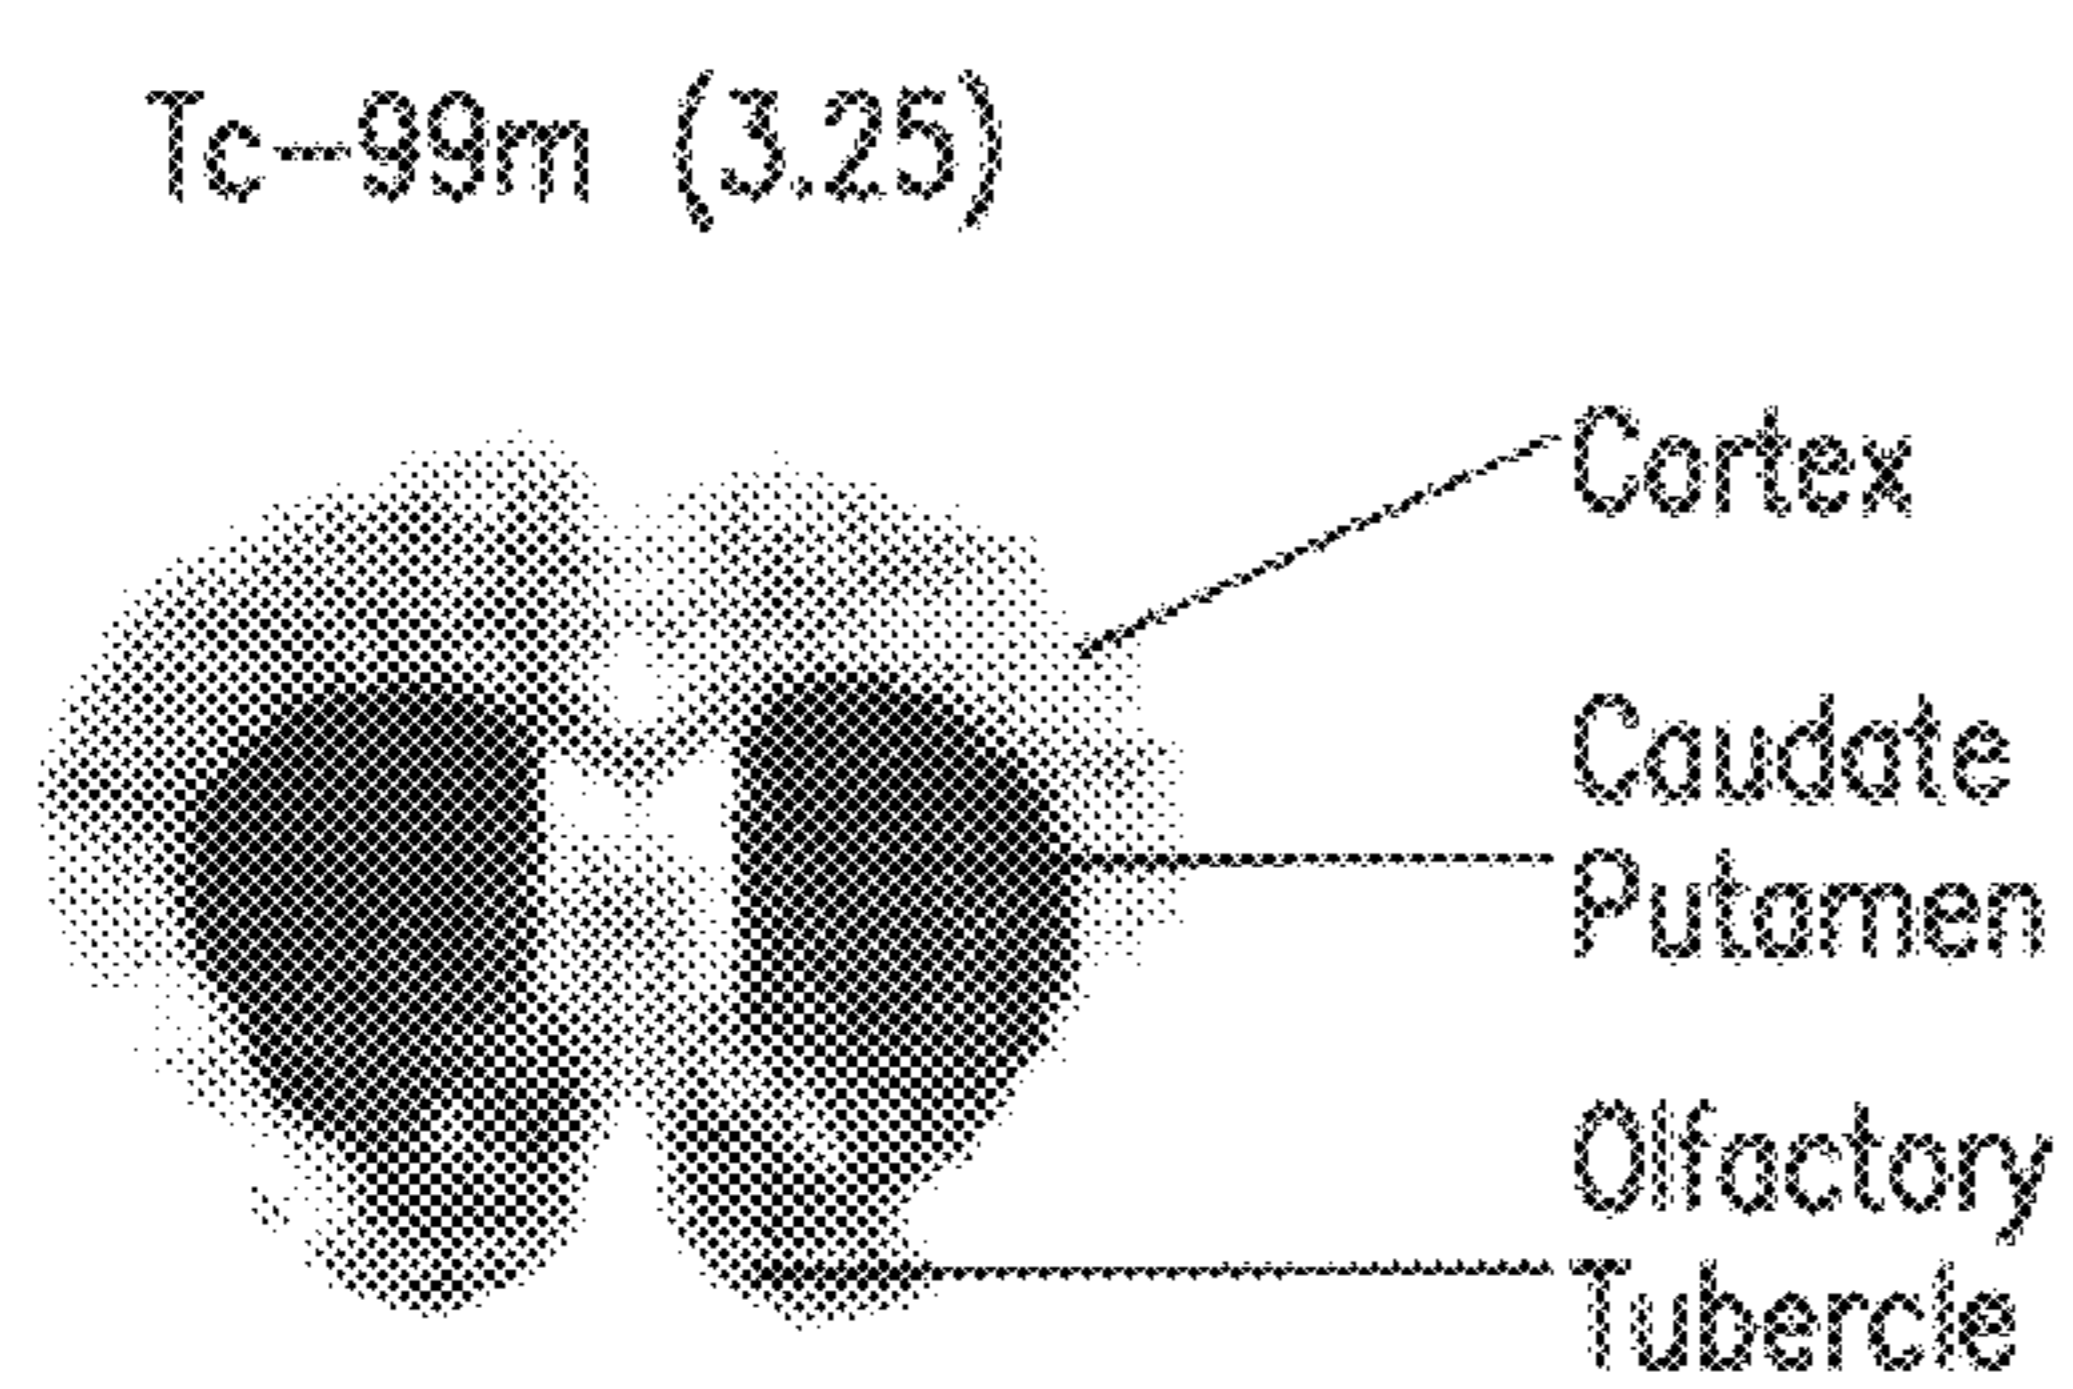 Tc-99m (3.25)
Cortex
Caudate
Putamen
Olfactory
Tubercle